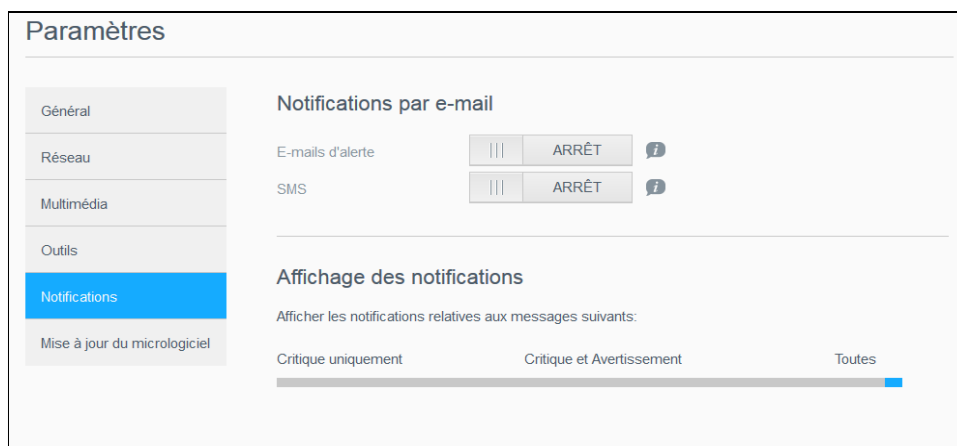 Paramètres
Général
Réseau
Multimédia
Outils
Notifications
Mise à jour du micrologiciel
Notifications par e-mail
E-mails d'alerte ARRÊT
SMS ARRÊT
Affichage des notifications
Afficher les notifications relatives aux messages suivants:
Critique uniquement Critique et Avertissement Toutes